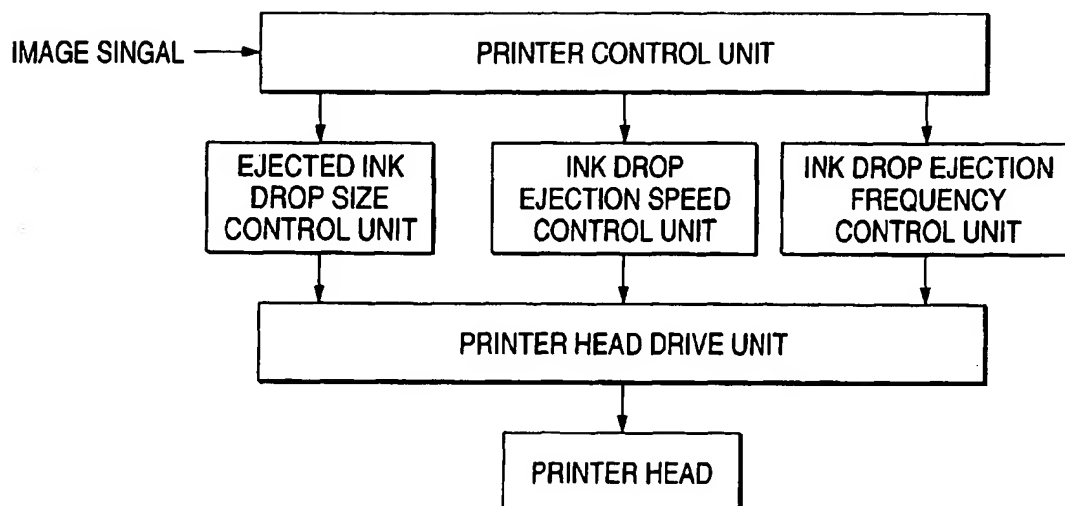 IMAGE SINGAL
PRINTER CONTROL UNIT
EJECTED INK
DROP SIZE
CONTROL UNIT
INK DROP
EJECTION SPEED
CONTROL UNIT
INK DROP EJECTION
FREQUENCY
CONTROL UNIT
PRINTER HEAD DRIVE UNIT
PRINTER HEAD